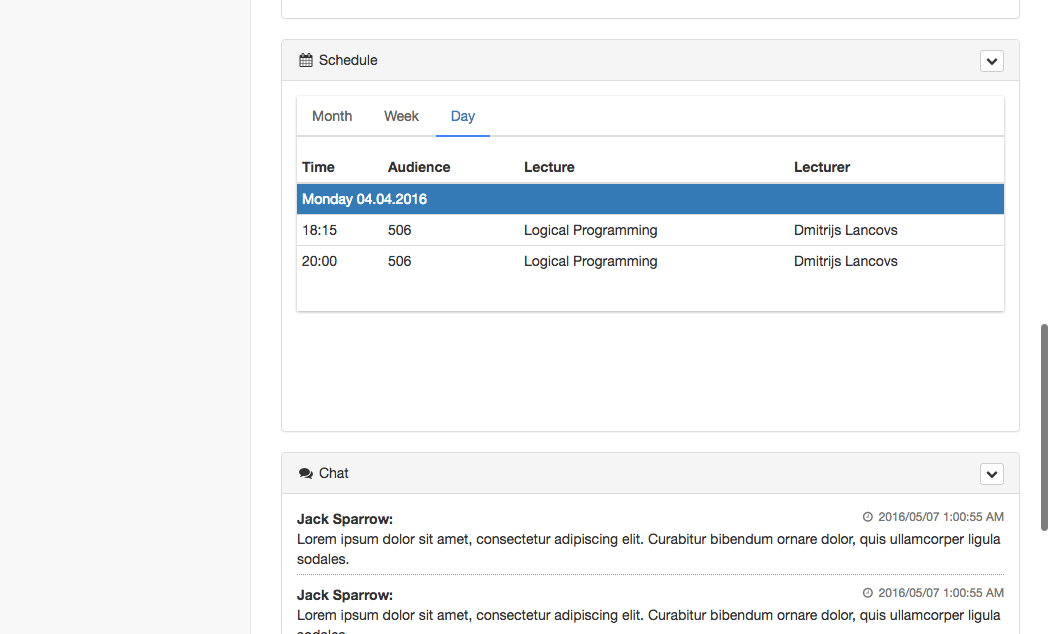 Schedule
Month Week Day
Time Audience Lecture Lecturer
Monday 04.04.2016
18:15 506 Logical Programming Dmitrijs Lancovs
20:00 506 Logical Programming Dmitrijs Lancovs
Chat
Jack Sparrow: 2016/05/07 1:00:55 AM
Lorem ipsum dolor sit amet, consectetur adipiscing elit. Curabitur bibendum ornare dolor, quis ullamcorper ligula
sodales.
Jack Sparrow: 2016/05/07 1:00:55 AM
Lorem ipsum dolor sit amet, consectetur adipiscing elit. Curabitur bibendum ornare dolor, quis ullamcorper ligula
sodales.